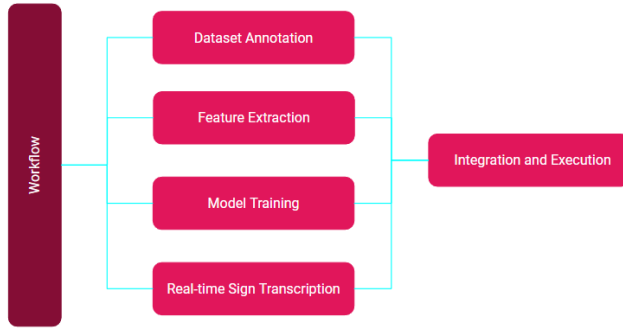 Workflow
Dataset Annotation
Feature Extraction
Model Training
Real-time Sign Transcription
Integration and Execution